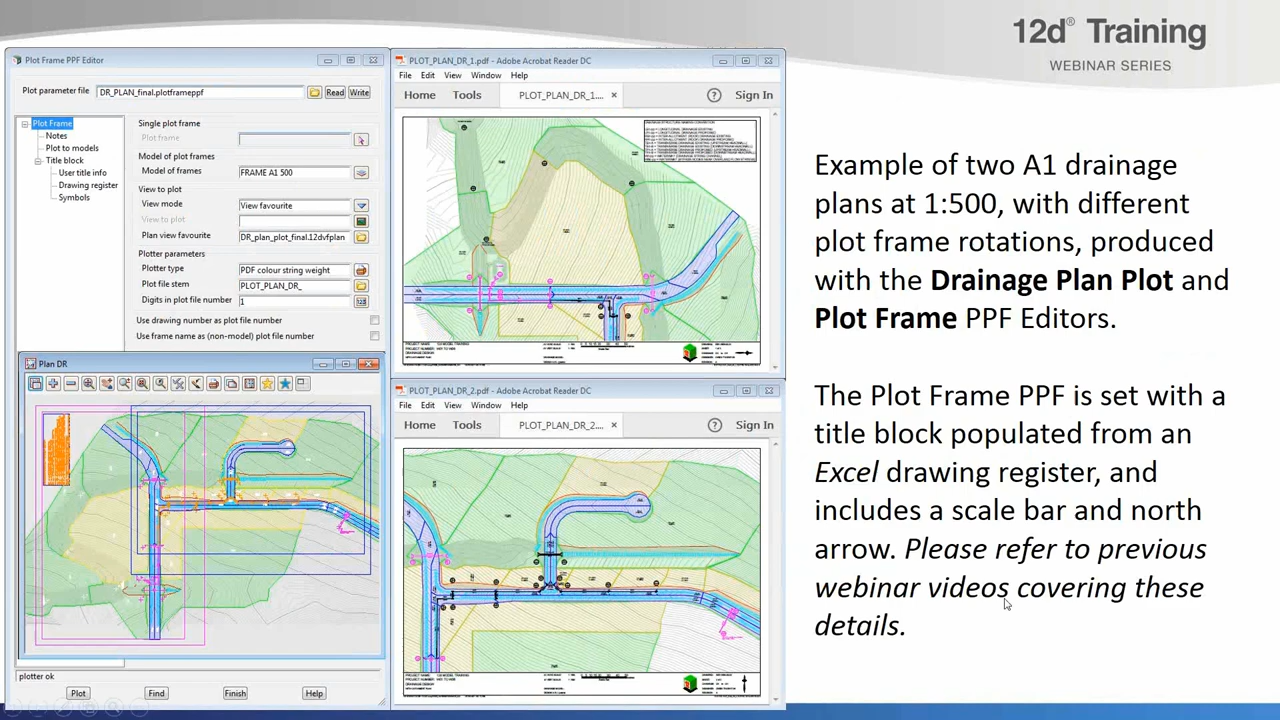 12d® Training
WEBINAR SERIES
Plot Frame PPF Editor
Plot parameter file
DR_PLAN_final.plotframeppf
Read
Write
Plot Frame
Notes
Plot to models
Title block
User title info
Drawing register
Symbols
Single plot frame
Plot frame
Model of plot frames
Model of frames
FRAME A1 500
View to plot
View mode
View favourite
View to plot
Plan view favourite
DR_plan_plot_final.12dvfplan
Plotter parameters
Plotter type
PDF colour string weight
Plot file stem
PLOT_PLAN_DR_
Digits in plot file number
1
Use drawing number as plot file number
Use frame name as (non-model) plot file number
Plan DR
plotter ok
Plot
Finish
Help
PLOT_PLAN_DR_1.pdf - Adobe Acrobat Reader DC
File Edit View Window Help
Home Tools PLOT_PLAN_DR_1.... × Sign In
PLOT_PLAN_DR_2.pdf - Adobe Acrobat Reader DC
File Edit View Window Help
Home Tools PLOT_PLAN_DR_2.... × Sign In
Example of two A1 drainage
plans at 1:500, with different
plot frame rotations, produced
with the Drainage Plan Plot and
Plot Frame PPF Editors.
The Plot Frame PPF is set with a
title block populated from an
Excel drawing register, and
includes a scale bar and north
arrow. Please refer to previous
webinar videos covering these
details.